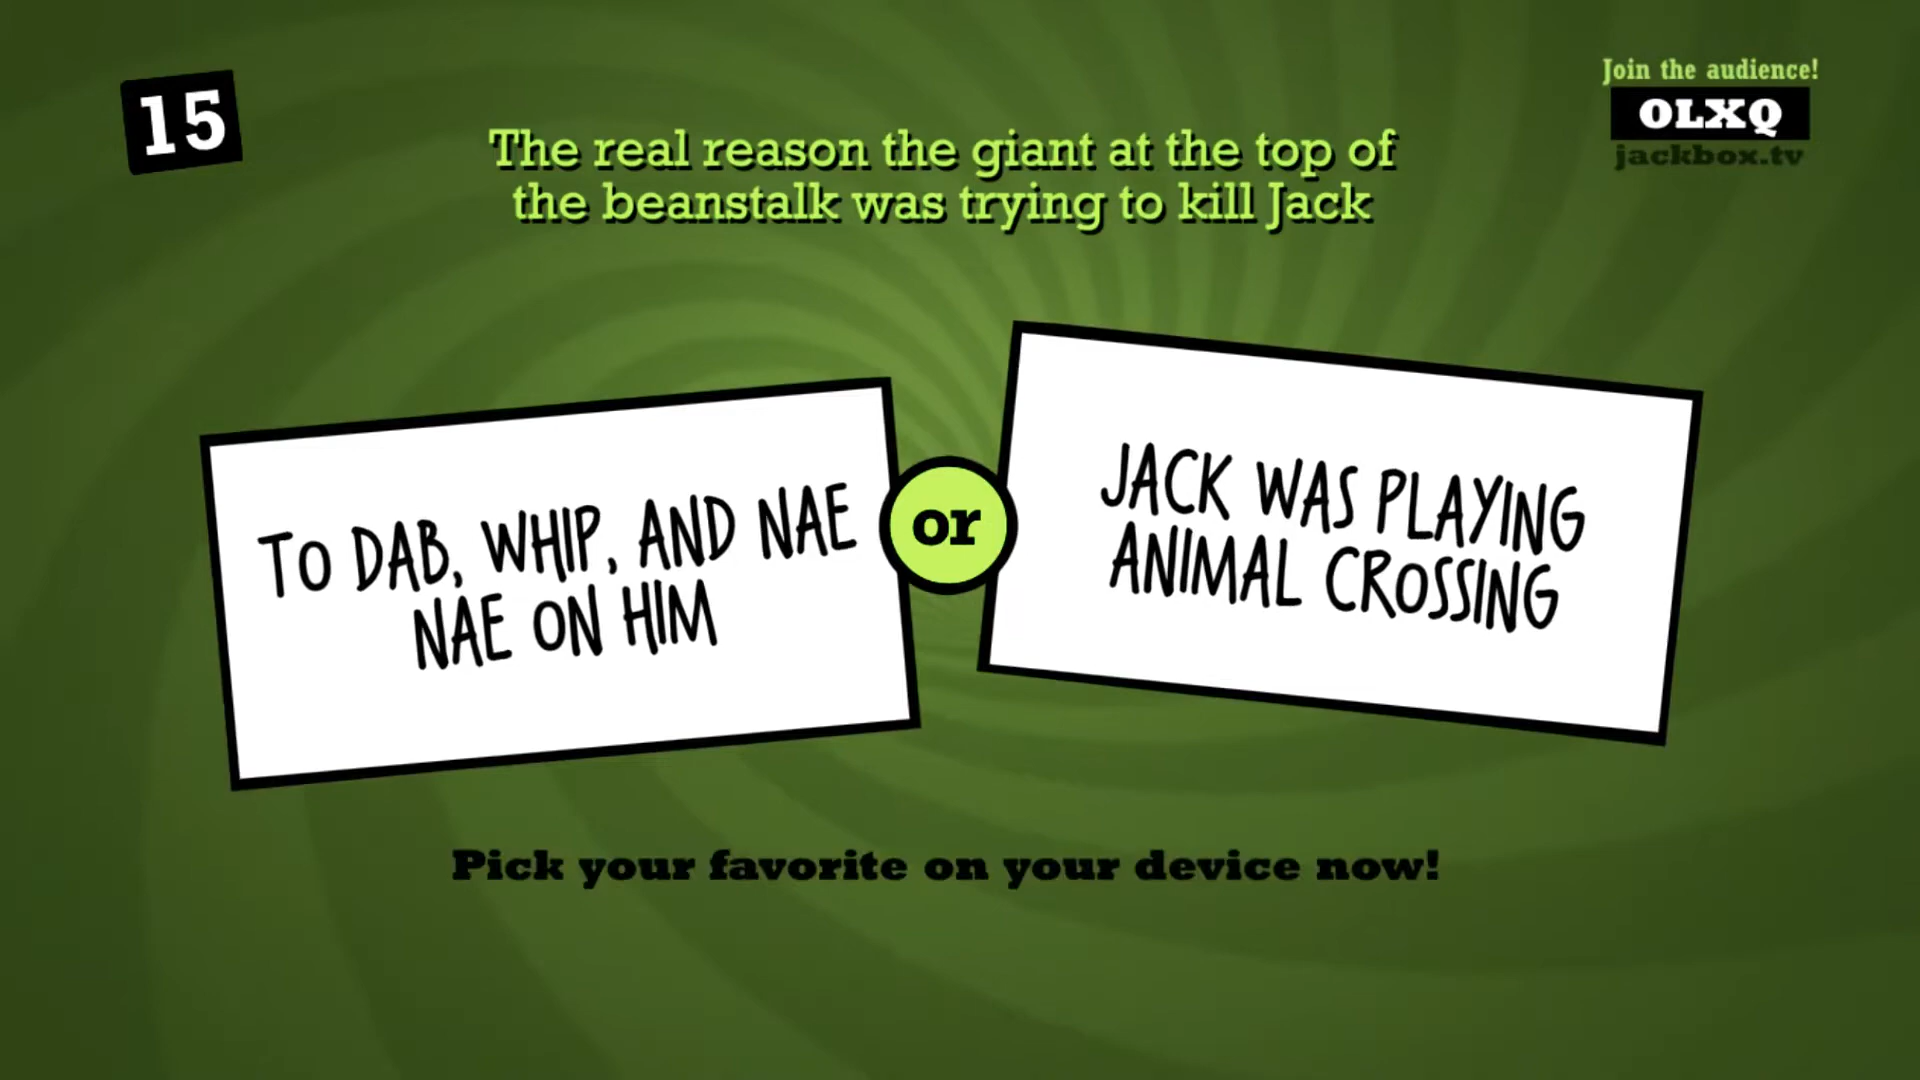 15
Join the audience!
OLXQ
jackbox.tv
The real reason the giant at the top of
the beanstalk was trying to kill Jack
TO DAB, WHIP, AND NAE
NAE ON HIM
or
JACK WAS PLAYING
ANIMAL CROSSING
Pick your favorite on your device now!